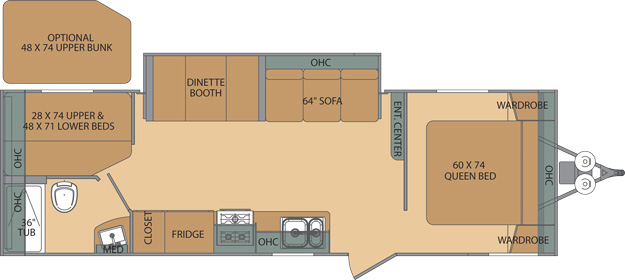 OPTIONAL
48 X 74 UPPER BUNK
OHC
DINETTE
BOOTH
64" SOFA
28 X 74 UPPER &
48 X 71 LOWER BEDS
OHC
ENT. CENTER
WARDROBE
60 X 74
QUEEN BED
OHC
OHC
36"
TUB
MED
CLOSET
FRIDGE
OHC
WARDROBE